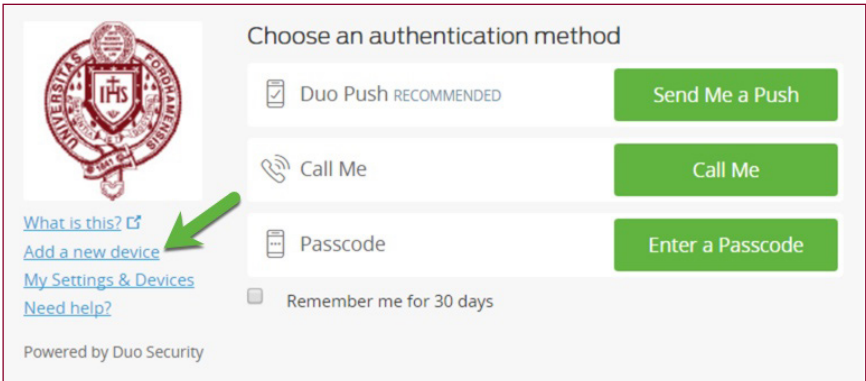 UNIVERSITAS FORDHAMENSIS
IHS
1841
What is this?
Add a new device
My Settings & Devices
Need help?
Powered by Duo Security
Choose an authentication method
Duo Push RECOMMENDED
Send Me a Push
Call Me
Call Me
Passcode
Enter a Passcode
Remember me for 30 days